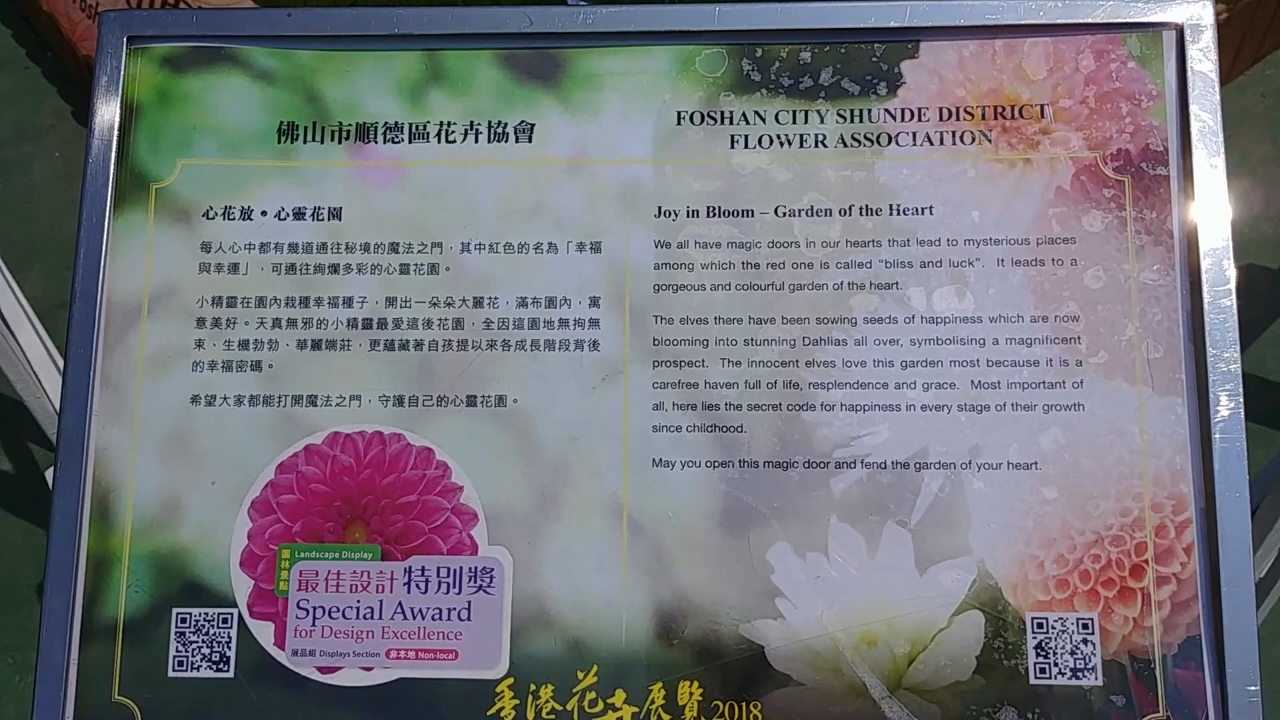 佛山市順德區花卉協會
FOSHAN CITY SHUNDE DISTRICT
FLOWER ASSOCIATION
心花放•心靈花園
每人心中都有幾道通往秘境的魔法之門，其中紅色的名為「幸福
與幸運」，可通往絢爛多彩的心靈花園。
小精靈在園內栽種幸福種子，開出一朵朵大麗花，滿布園內，寓
意美好。天真無邪的小精靈最愛這後花園，全因這園地無拘無
束、生機勃勃、華麗端莊，更蘊藏著自孩提以來各成長階段背後
的幸福密碼。
希望大家都能打開魔法之門，守護自己的心靈花園。
Joy in Bloom – Garden of the Heart
We all have magic doors in our hearts that lead to mysterious places
among which the red one is called “bliss and luck”. It leads to a
gorgeous and colourful garden of the heart.
The elves there have been sowing seeds of happiness which are now
blooming into stunning Dahlias all over, symbolising a magnificent
prospect. The innocent elves love this garden most because it is a
carefree haven full of life, resplendence and grace. Most important of
all, here lies the secret code for happiness in every stage of their growth
since childhood.
May you open this magic door and fend the garden of your heart.
園林景點
Landscape Display
最佳設計特別獎
Special Award
for Design Excellence
展品組 Displays Section 非本地 Non-local
香港花卉展覽2018